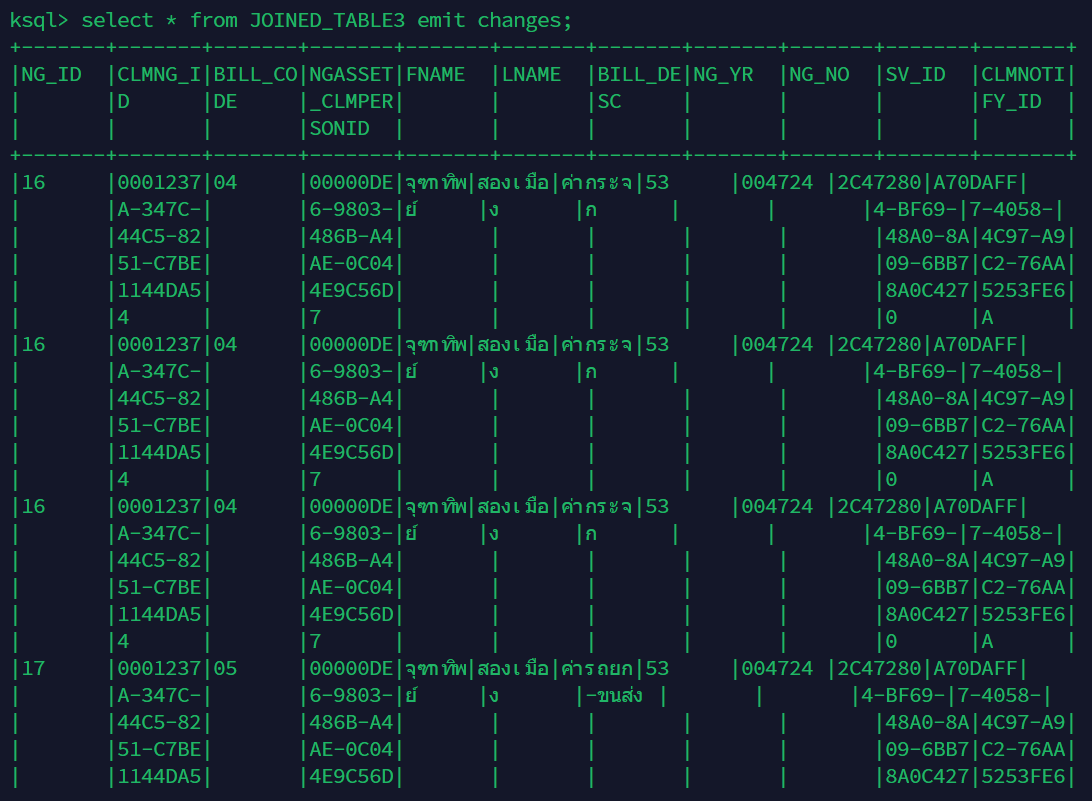 ksql> select * from JOINED_TABLE3 emit changes;
+-------+-------+-------+-------+-------+-------+-------+-------+-------+-------+-------+
|NG_ID  |CLMNG_I|BILL_CO|NGASSET|FNAME  |LNAME  |BILL_DE|NG_YR  |NG_NO  |SV_ID  |CLMNOTI|
|       |D      |DE     |_CLMPER|       |       |SC     |       |       |       |FY_ID  |
|       |       |       |SONID  |       |       |       |       |       |       |       |
+-------+-------+-------+-------+-------+-------+-------+-------+-------+-------+-------+
|16     |0001237|04     |00000DE|จุฑาทิพ|สองเมือ|ค่ากระจ|53     |004724 |2C47280|A70DAFF|
|       |A-347C-|       |6-9803-|ย์      |ง      |ก      |       |       |4-BF69-|7-4058-|
|       |44C5-82|       |486B-A4|       |       |       |       |       |48A0-8A|4C97-A9|
|       |51-C7BE|       |AE-0C04|       |       |       |       |       |09-6BB7|C2-76AA|
|       |1144DA5|       |4E9C56D|       |       |       |       |       |8A0C427|5253FE6|
|       |4      |       |7      |       |       |       |       |       |0      |A      |
|16     |0001237|04     |00000DE|จุฑาทิพ|สองเมือ|ค่ากระจ|53     |004724 |2C47280|A70DAFF|
|       |A-347C-|       |6-9803-|ย์      |ง      |ก      |       |       |4-BF69-|7-4058-|
|       |44C5-82|       |486B-A4|       |       |       |       |       |48A0-8A|4C97-A9|
|       |51-C7BE|       |AE-0C04|       |       |       |       |       |09-6BB7|C2-76AA|
|       |1144DA5|       |4E9C56D|       |       |       |       |       |8A0C427|5253FE6|
|       |4      |       |7      |       |       |       |       |       |0      |A      |
|16     |0001237|04     |00000DE|จุฑาทิพ|สองเมือ|ค่ากระจ|53     |004724 |2C47280|A70DAFF|
|       |A-347C-|       |6-9803-|ย์      |ง      |ก      |       |       |4-BF69-|7-4058-|
|       |44C5-82|       |486B-A4|       |       |       |       |       |48A0-8A|4C97-A9|
|       |51-C7BE|       |AE-0C04|       |       |       |       |       |09-6BB7|C2-76AA|
|       |1144DA5|       |4E9C56D|       |       |       |       |       |8A0C427|5253FE6|
|       |4      |       |7      |       |       |       |       |       |0      |A      |
|17     |0001237|05     |00000DE|จุฑาทิพ|สองเมือ|ค่ารถยก|53     |004724 |2C47280|A70DAFF|
|       |A-347C-|       |6-9803-|ย์      |ง      |-ขนส่ง |       |       |4-BF69-|7-4058-|
|       |44C5-82|       |486B-A4|       |       |       |       |       |48A0-8A|4C97-A9|
|       |51-C7BE|       |AE-0C04|       |       |       |       |       |09-6BB7|C2-76AA|
|       |1144DA5|       |4E9C56D|       |       |       |       |       |8A0C427|5253FE6|